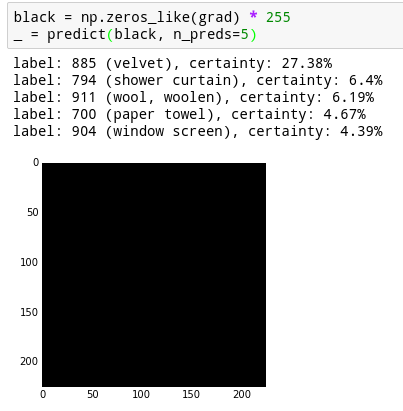 black = np.zeros_like(grad) * 255
_ = predict(black, n_preds=5)
label: 885 (velvet), certainty: 27.38%
label: 794 (shower curtain), certainty: 6.4%
label: 911 (wool, woolen), certainty: 6.19%
label: 700 (paper towel), certainty: 4.67%
label: 904 (window screen), certainty: 4.39%
0
50
100
150
200
0 50 100 150 200